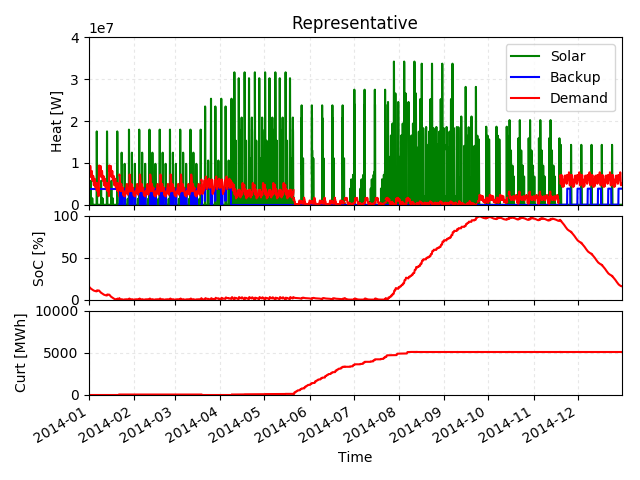 Representative
1e7
Heat [W]
4
3
2
1
0
Solar
Backup
Demand
SoC [%]
100
50
0
Curt [MWh]
10000
5000
0
2014-01
2014-02
2014-03
2014-04
2014-05
2014-06
2014-07
2014-08
2014-09
2014-10
2014-11
2014-12
Time